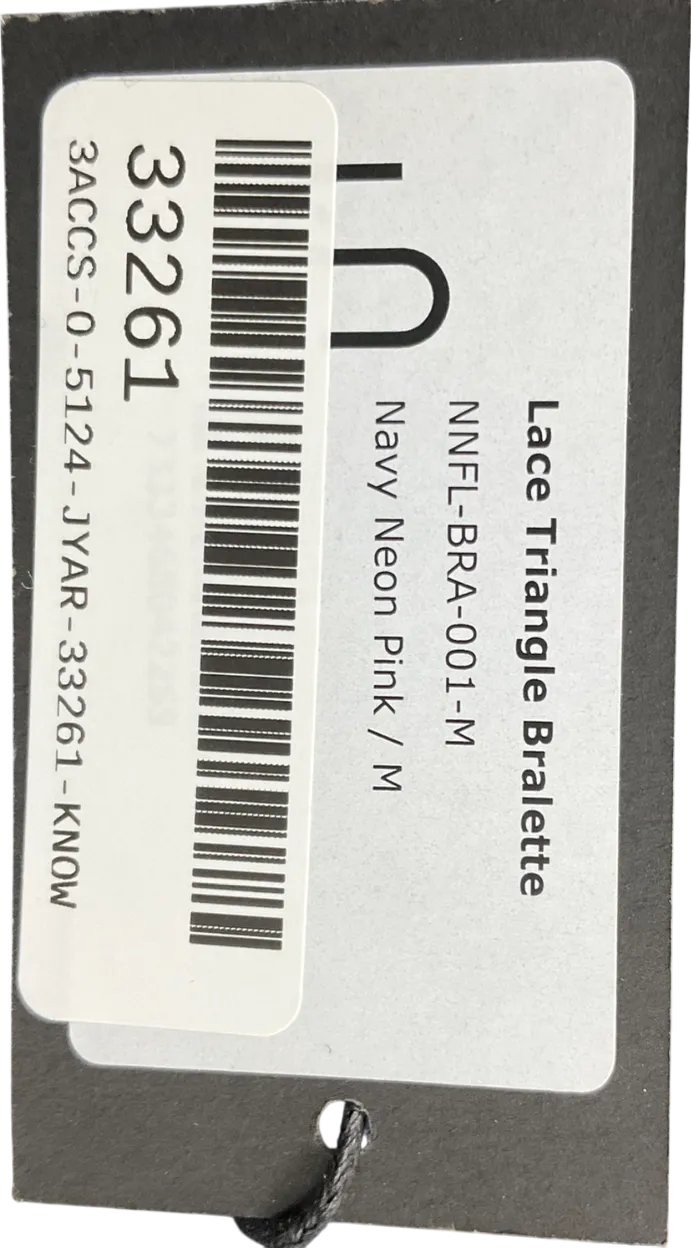 Lace Triangle Bralette
NNFL-BRA-001-M
Navy Neon Pink / M
33261
3ACCS-0-5124-JYAR-33261-KNOW